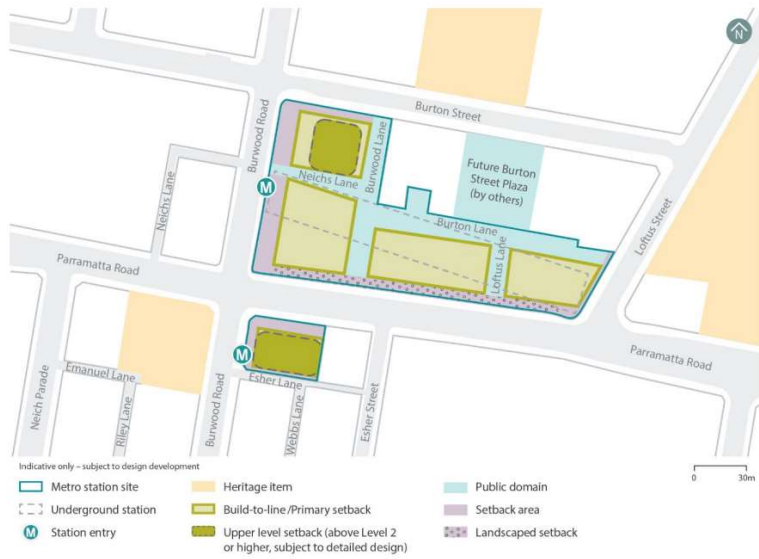 N
Burton Street
Burwood Road
Burwood Lane
Future Burton
Street Plaza
(by others)
Neichs Lane
Neichs Lane
M
Burton Lane
Loftus Lane
Loftus Street
Parramatta Road
Parramatta Road
M
Emanuel Lane
Esher Lane
Neich Parade
Riley Lane
Burwood Road
Webbs Lane
Esher Street
Indicative only – subject to design development
0 30m
Metro station site
Heritage item
Public domain
Underground station
Build-to-line /Primary setback
Setback area
M Station entry
Upper level setback (above Level 2
or higher, subject to detailed design)
Landscaped setback